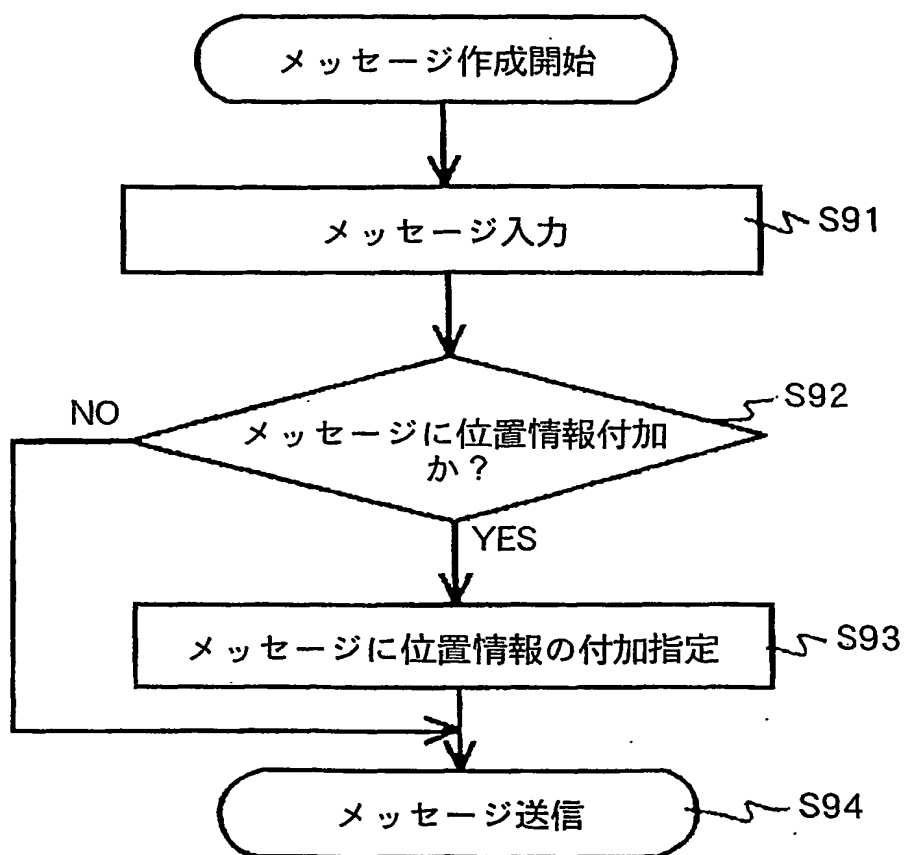 メッセージ作成開始
メッセージ入力
S91
メッセージに位置情報付加
か？
S92
NO
YES
メッセージに位置情報の付加指定
S93
メッセージ送信
S94